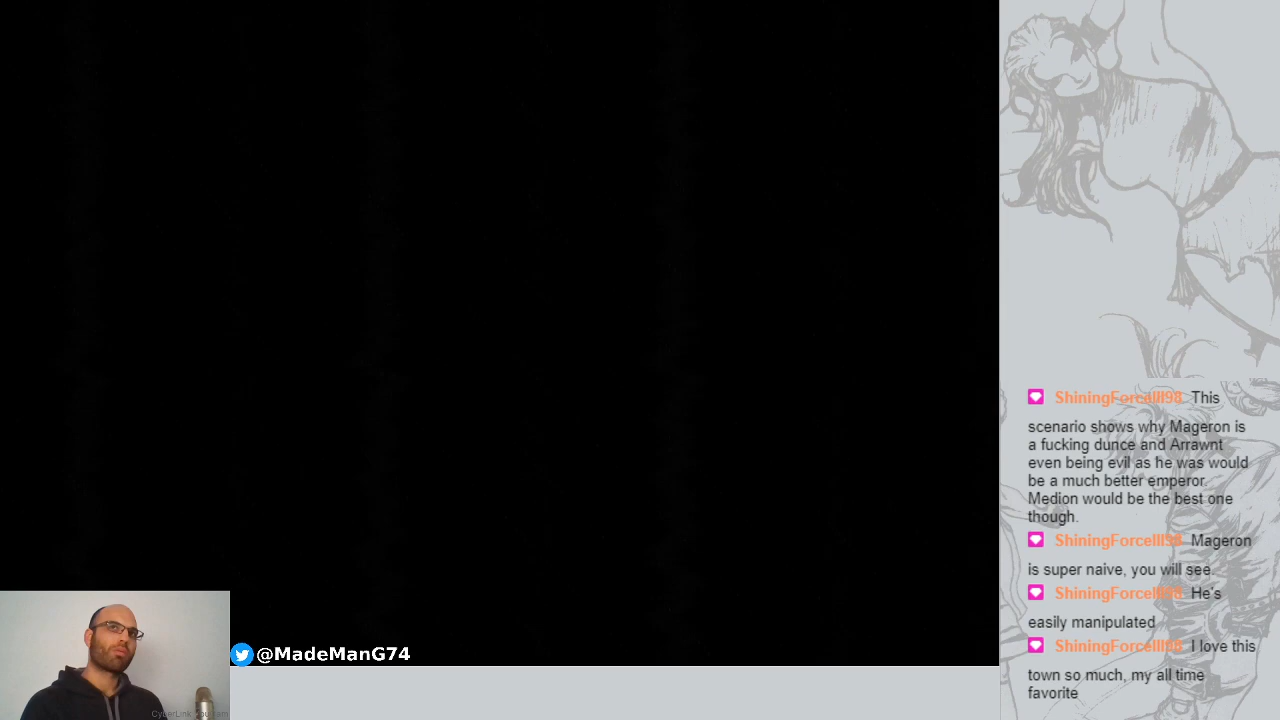 ShiningForceIII98 This
scenario shows why Mageron is
a fucking dunce and Arrawnt
even being evil as he was would
be a much better emperor.
Medion would be the best one
though.
ShiningForceIII98 Mageron
is super naive, you will see.
ShiningForceIII98 He's
easily manipulated
ShiningForceIII98 I love this
town so much, my all time
favorite
@MadeManG74
CyberLink YouCam